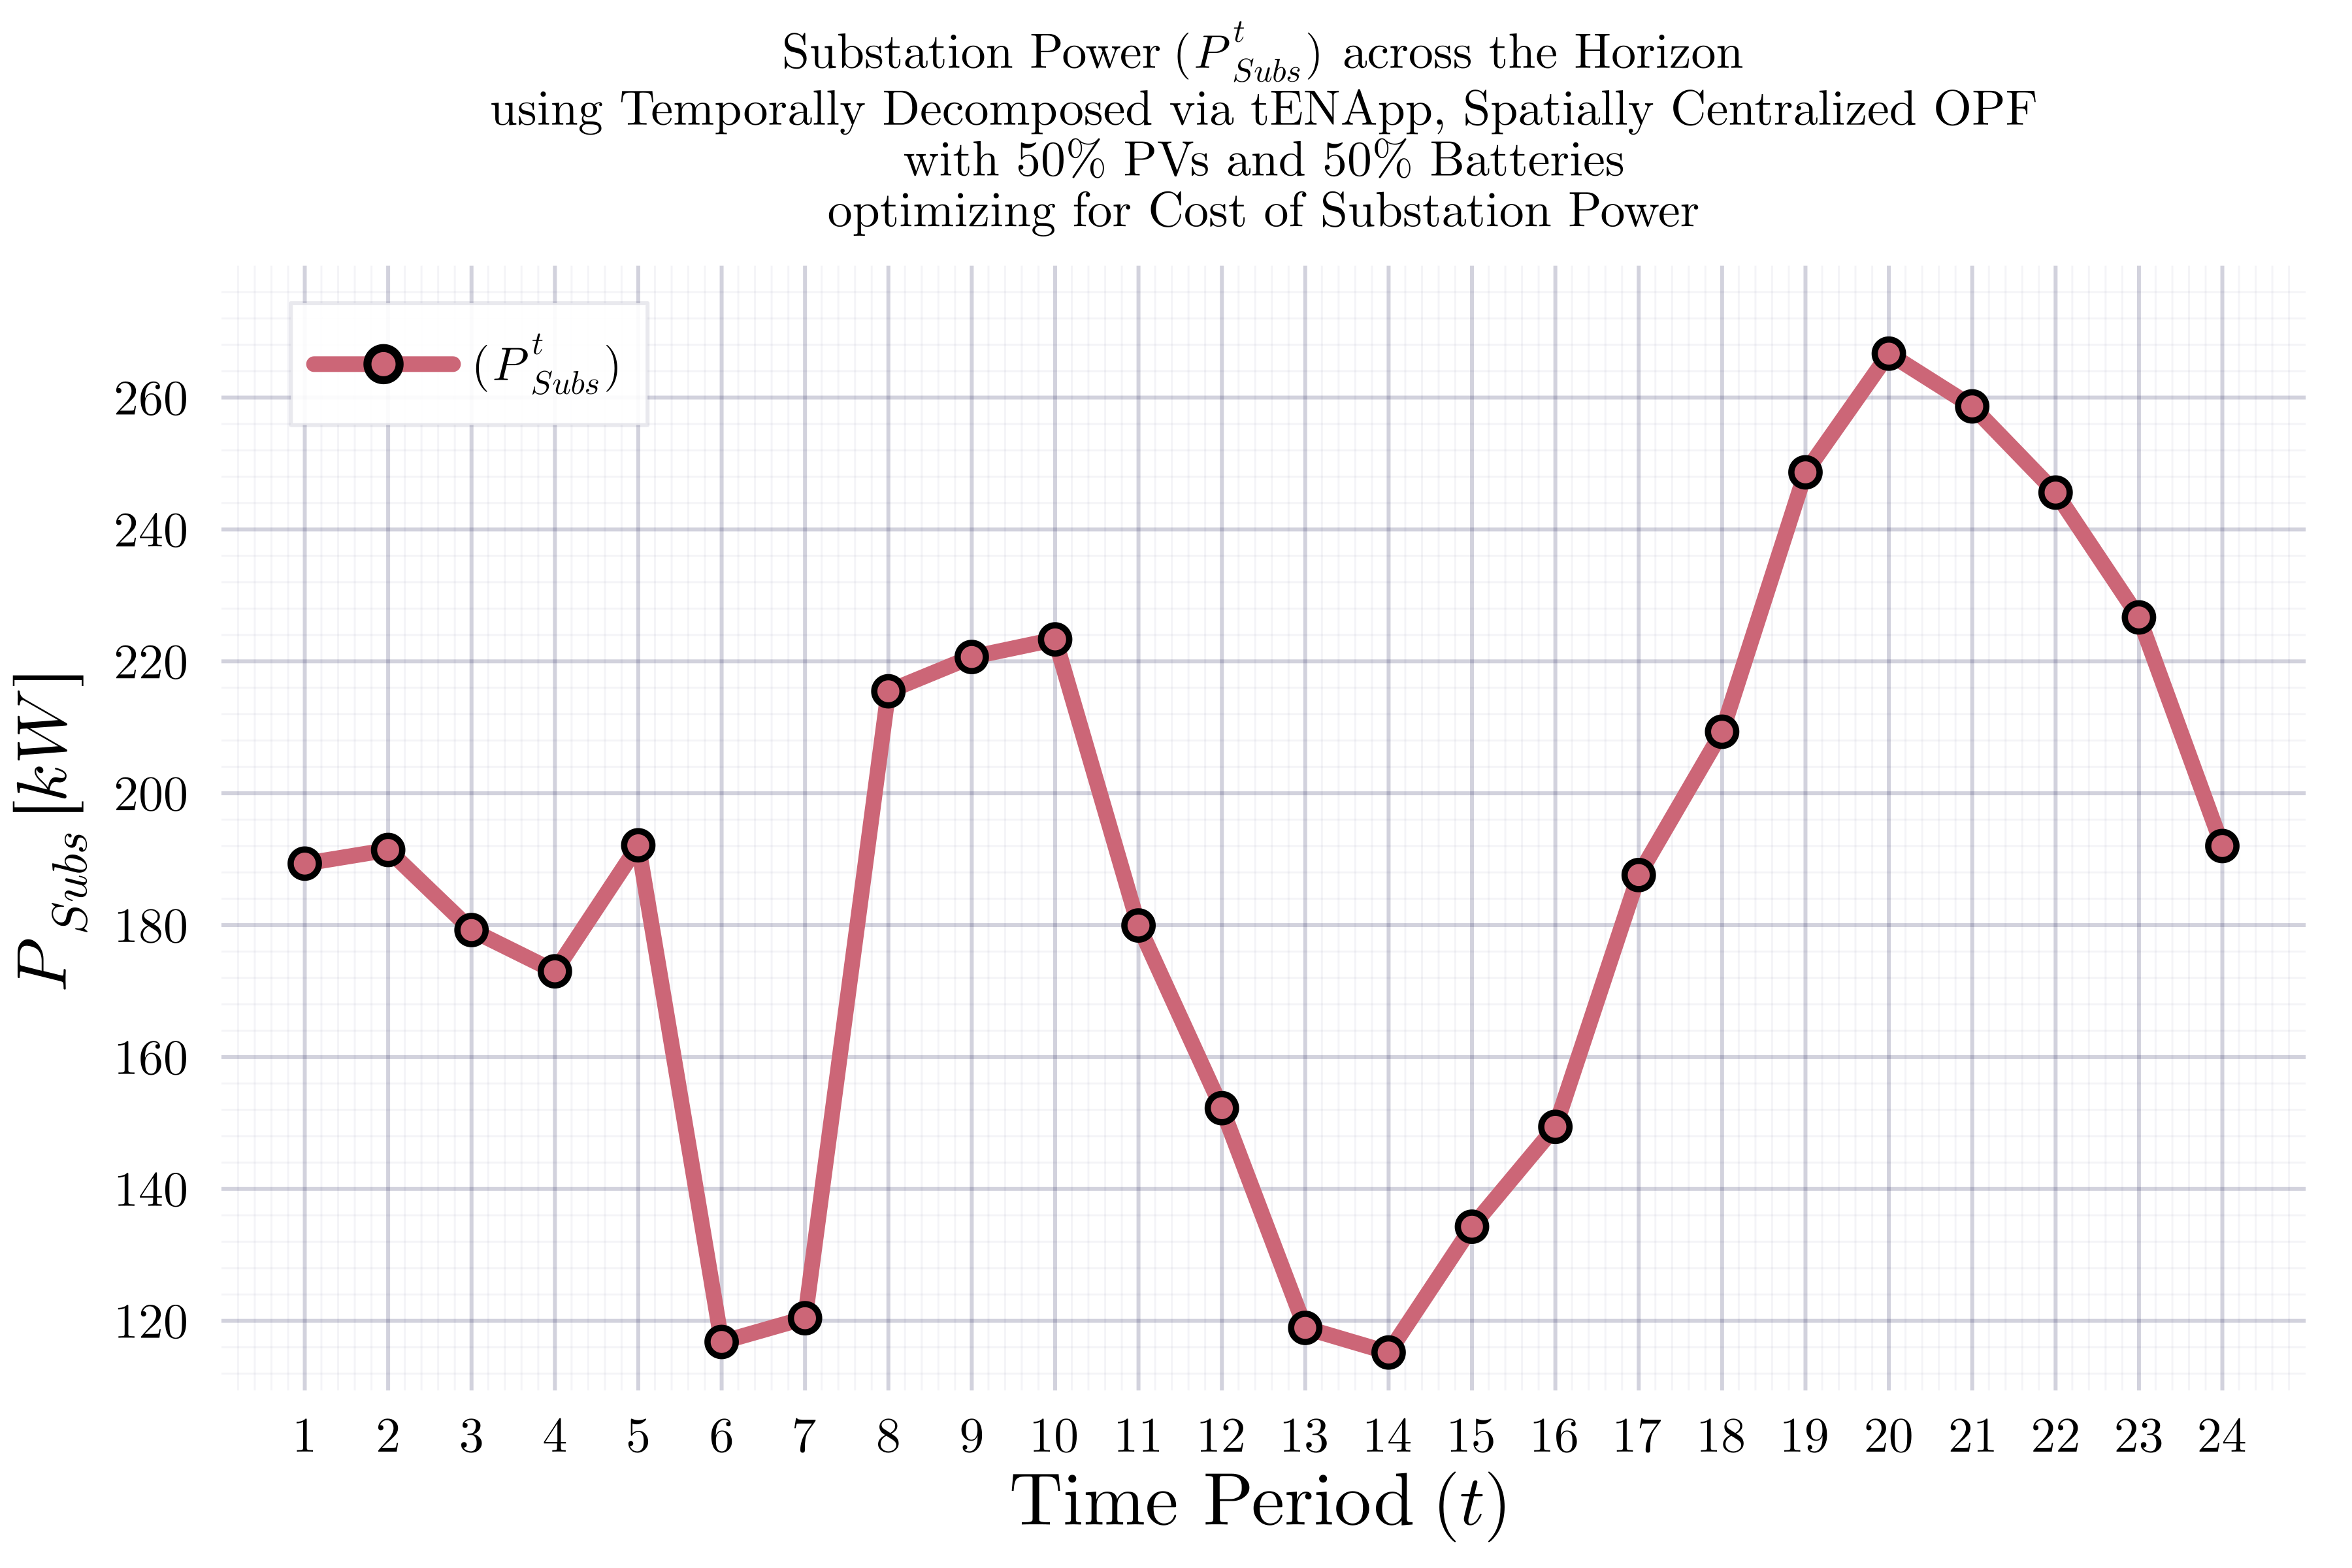 Substation Power (P^t_Subs) across the Horizon
using Temporally Decomposed via tENApp, Spatially Centralized OPF
with 50% PVs and 50% Batteries
optimizing for Cost of Substation Power
(P^t_Subs)
P_Subs [kW]
260
240
220
200
180
160
140
120
1 2 3 4 5 6 7 8 9 10 11 12 13 14 15 16 17 18 19 20 21 22 23 24
Time Period (t)